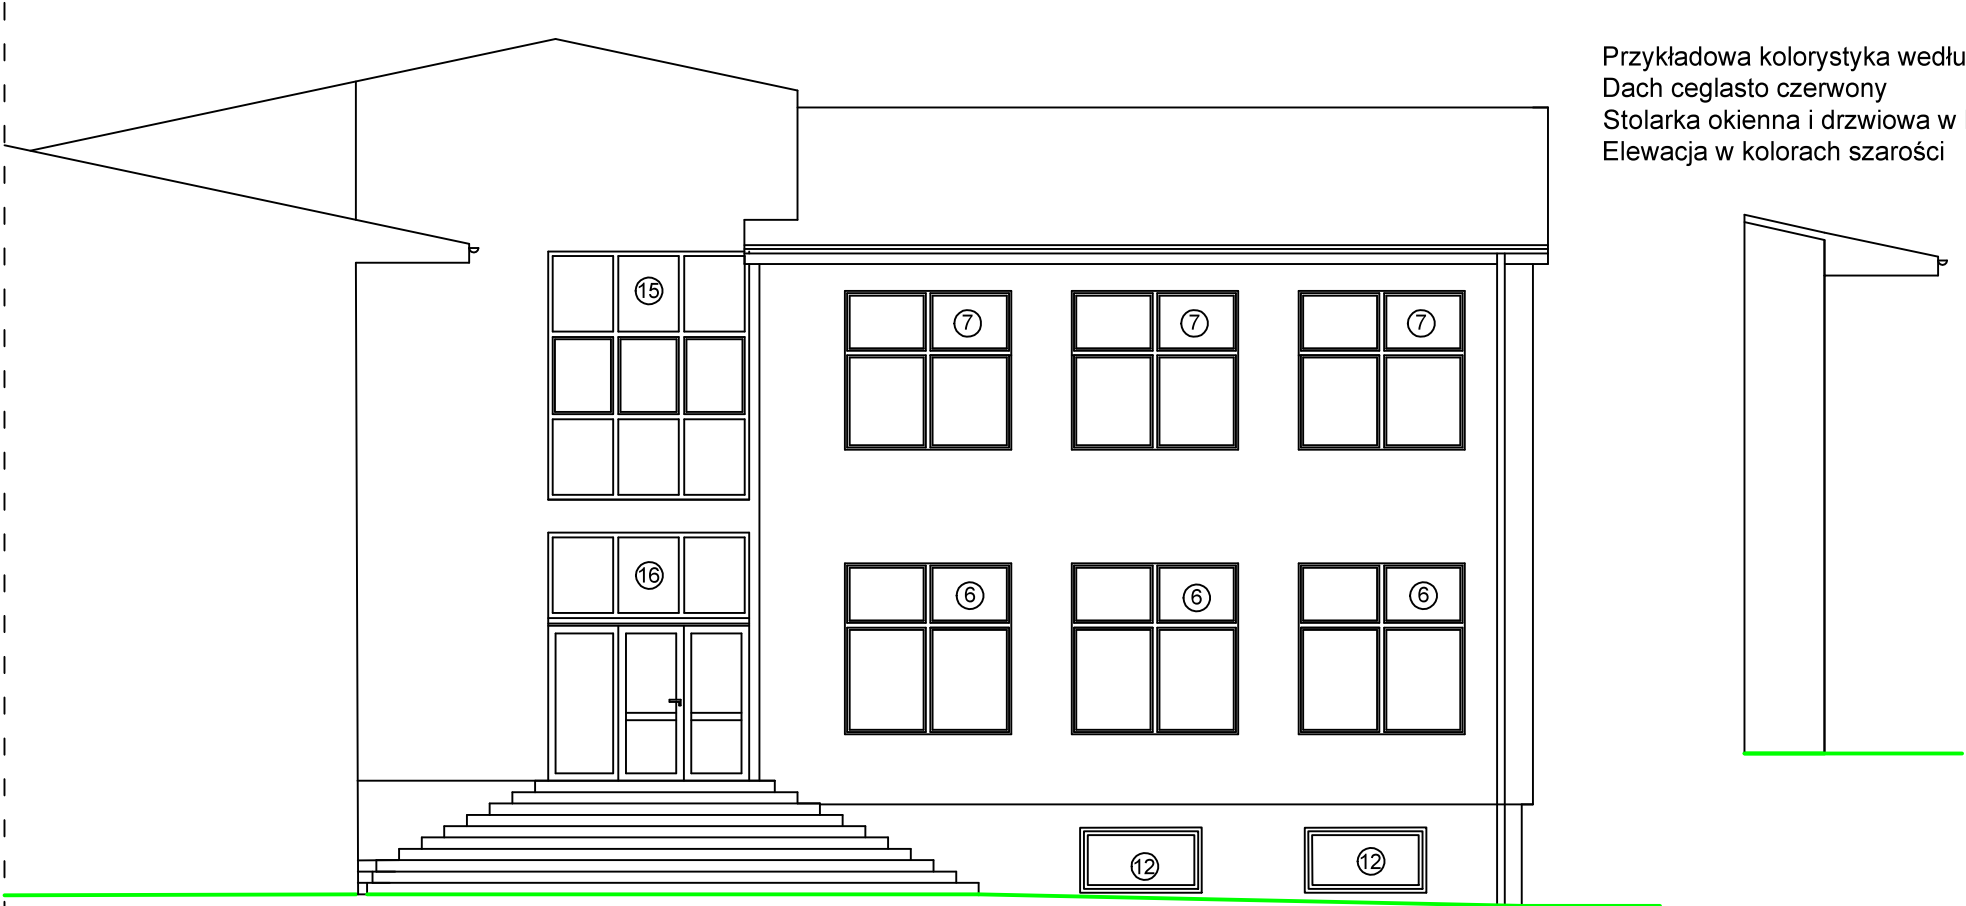 Przykładowa kolorystyka wedłu
Dach ceglasto czerwony
Stolarka okienna i drzwiowa w
Elewacja w kolorach szarości
15
7 7 7
16
6 6 6
12 12